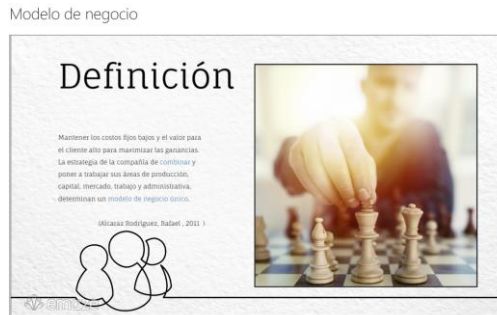 Modelo de negocio
Definición
Mantener los costos fijos bajos y el valor para
el cliente alto para maximizar las ganancias.
La estrategia de la compañía de combinar y
poner a trabajar sus áreas de producción,
capital, mercado, trabajo y administrativa,
determinan un modelo de negocio único.
(Alcaraz Rodríguez, Rafael , 2011 )
emaze